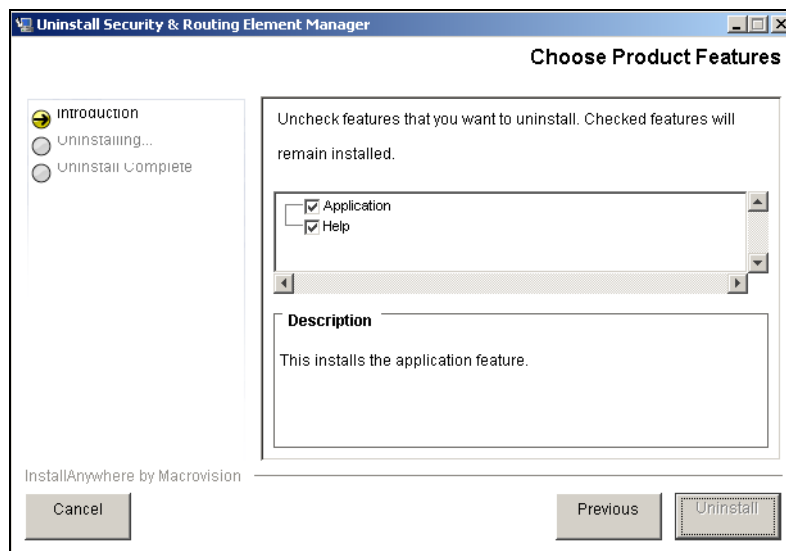 Uninstall Security & Routing Element Manager
Choose Product Features
Introduction
Uninstalling...
Uninstall Complete
Uncheck features that you want to uninstall. Checked features will
remain installed.
Application
Help
Description
This installs the application feature.
InstallAnywhere by Macrovision
Cancel
Previous
Uninstall